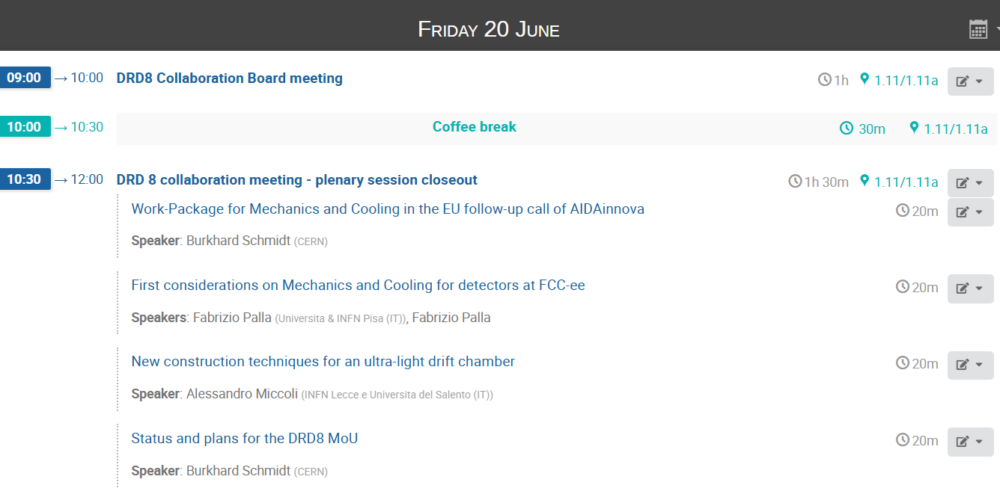 FRIDAY 20 JUNE
09:00 → 10:00 DRD8 Collaboration Board meeting 1h 1.11/1.11a
10:00 → 10:30 Coffee break 30m 1.11/1.11a
10:30 → 12:00 DRD 8 collaboration meeting - plenary session closeout 1h 30m 1.11/1.11a
Work-Package for Mechanics and Cooling in the EU follow-up call of AIDAinnova 20m
Speaker: Burkhard Schmidt (CERN)
First considerations on Mechanics and Cooling for detectors at FCC-ee 20m
Speakers: Fabrizio Palla (Universita & INFN Pisa (IT)), Fabrizio Palla
New construction techniques for an ultra-light drift chamber 20m
Speaker: Alessandro Miccoli (INFN Lecce e Universita del Salento (IT))
Status and plans for the DRD8 MoU 20m
Speaker: Burkhard Schmidt (CERN)